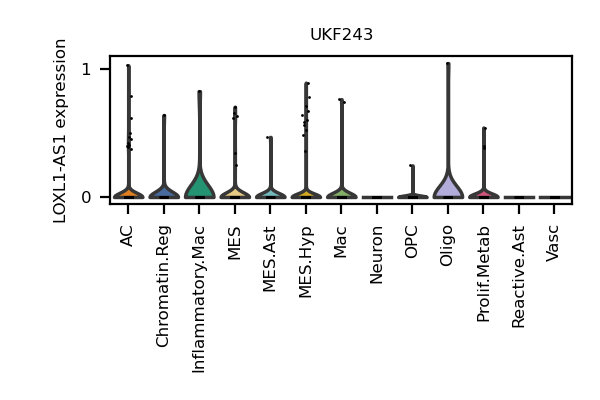 UKF243
LOXL1-AS1 expression
1
0
AC
Chromatin.Reg
Inflammatory.Mac
MES
MES.Ast
MES.Hyp
Mac
Neuron
OPC
Oligo
Prolif.Metab
Reactive.Ast
Vasc